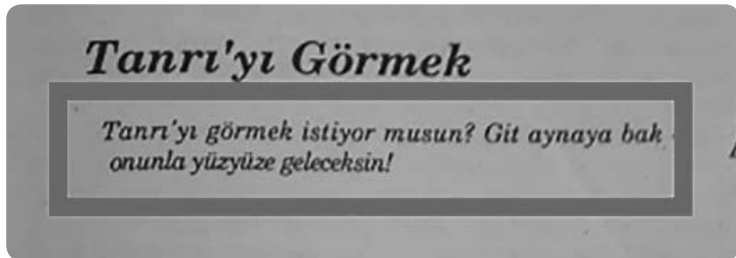 Tanrı'yı Görmek
Tanrı'yı görmek istiyor musun? Git aynaya bak
onunla yüzyüze geleceksin!